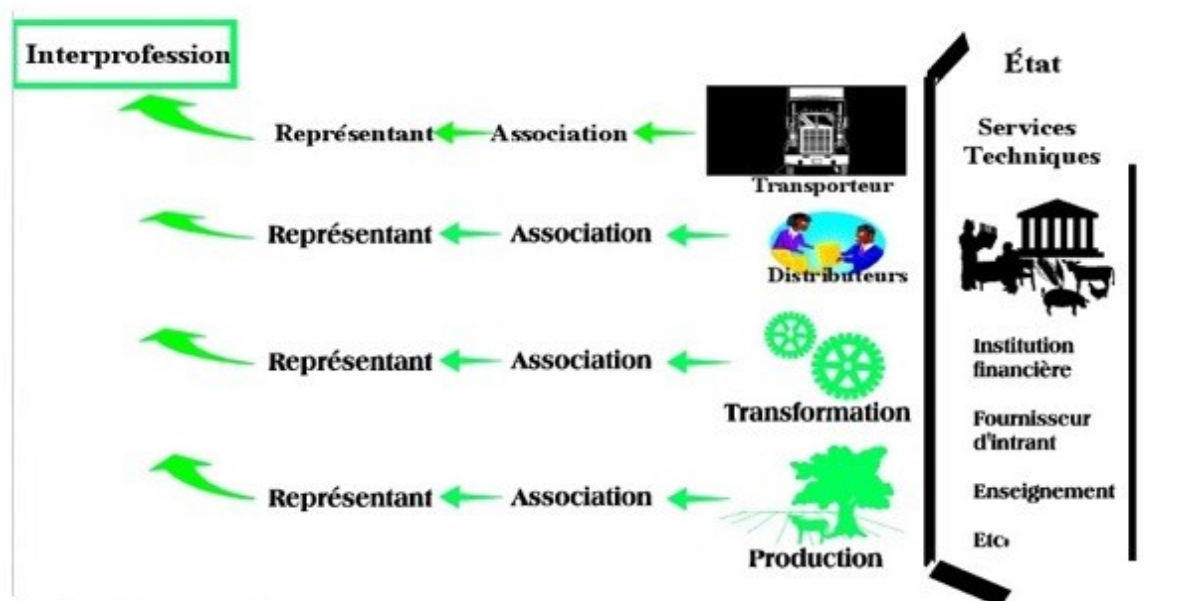 Interprofession
Représentant Association
Transporteur
Représentant Association
Distributeurs
Représentant Association
Transformation
Représentant Association
Production
État
Services
Techniques
Institution
financière
Fournisseur
d'intrant
Enseignement
Etc.